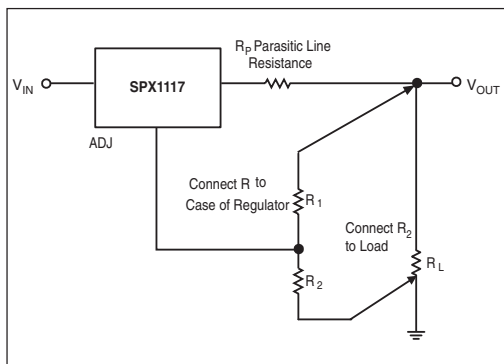 R_P Parasitic Line
Resistance
V_IN
SPX1117
V_OUT
ADJ
Connect R to
Case of Regulator
R_1
Connect R_2
to Load
R_L
R_2